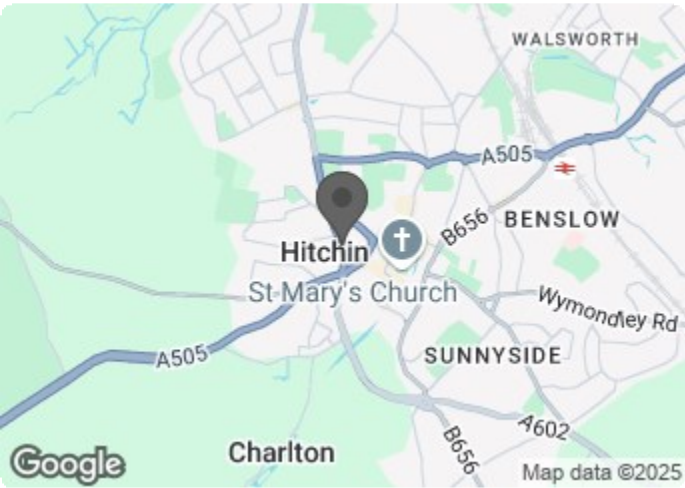 WALSWORTH
A505
B656
BENSLOW
Hitchin
St Mary's Church
Wymondley Rd
SUNNYSIDE
A505
A602
B656
Charlton
Google
Map data ©2025